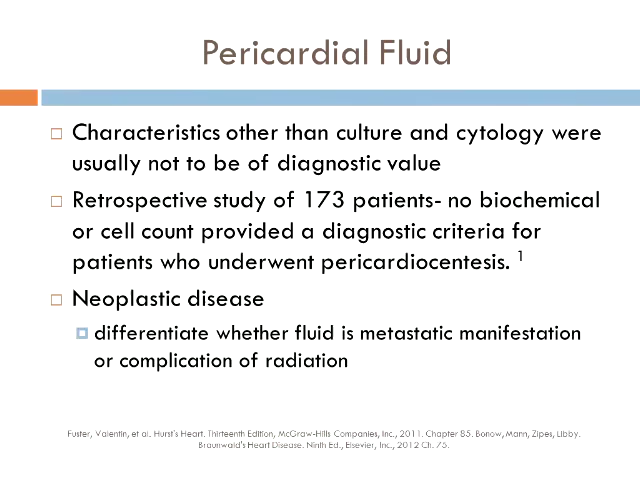 Pericardial Fluid
Characteristics other than culture and cytology were
usually not to be of diagnostic value
Retrospective study of 173 patients- no biochemical
or cell count provided a diagnostic criteria for
patients who underwent pericardiocentesis. 1
Neoplastic disease
differentiate whether fluid is metastatic manifestation
or complication of radiation
Fuster, Valentin, et al. Hurst's Heart. Thirteenth Edition, McGraw-Hills Companies, Inc., 2011. Chapter 85. Bonow, Mann, Zipes, Libby.
Braunwald's Heart Disease. Ninth Ed., Elsevier, Inc., 2012 Ch. 75.